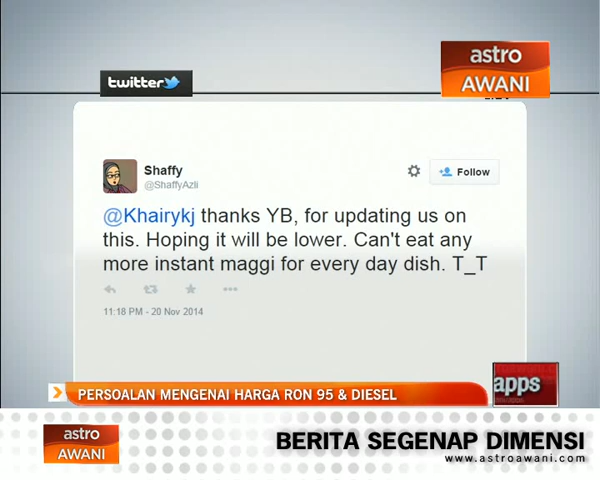 twitter
astro
AWANI
Shaffy
@ShaffyAzli
Follow
@Khairykj thanks YB, for updating us on
this. Hoping it will be lower. Can't eat any
more instant maggi for every day dish. T_T
11:18 PM - 20 Nov 2014
PERSOALAN MENGENAI HARGA RON 95 & DIESEL
apps
astro
AWANI
BERITA SEGENAP DIMENSI
www.astroawani.com